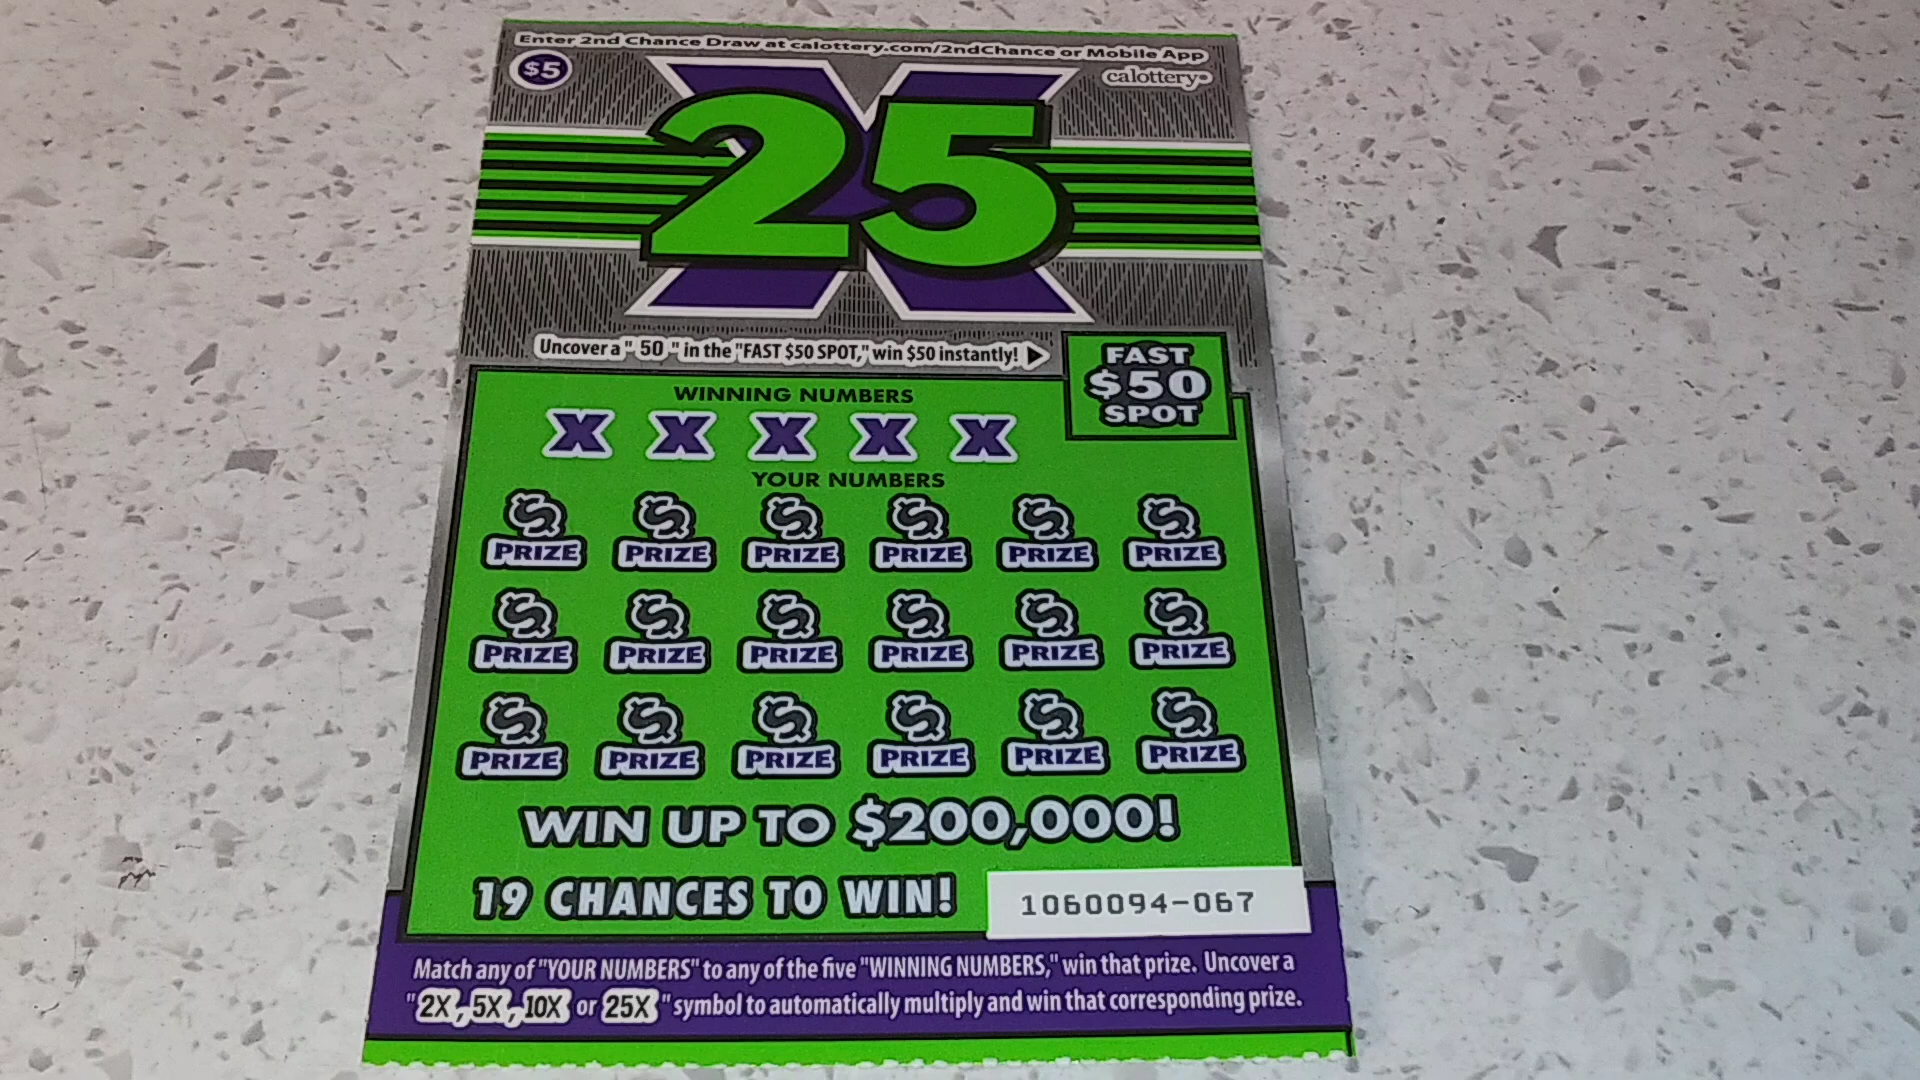 Enter 2nd Chance Draw at calottery.com/2ndChance or Mobile App
$5
calottery
25X
Uncover a " 50 " in the "FAST $50 SPOT," win $50 instantly!
FAST
$50
SPOT
WINNING NUMBERS
X X X X X
YOUR NUMBERS
PRIZE PRIZE PRIZE PRIZE PRIZE PRIZE
PRIZE PRIZE PRIZE PRIZE PRIZE PRIZE
PRIZE PRIZE PRIZE PRIZE PRIZE PRIZE
WIN UP TO $200,000!
19 CHANCES TO WIN!
1060094-067
Match any of "YOUR NUMBERS" to any of the five "WINNING NUMBERS," win that prize. Uncover a
" 2X, 5X, 10X or 25X " symbol to automatically multiply and win that corresponding prize.